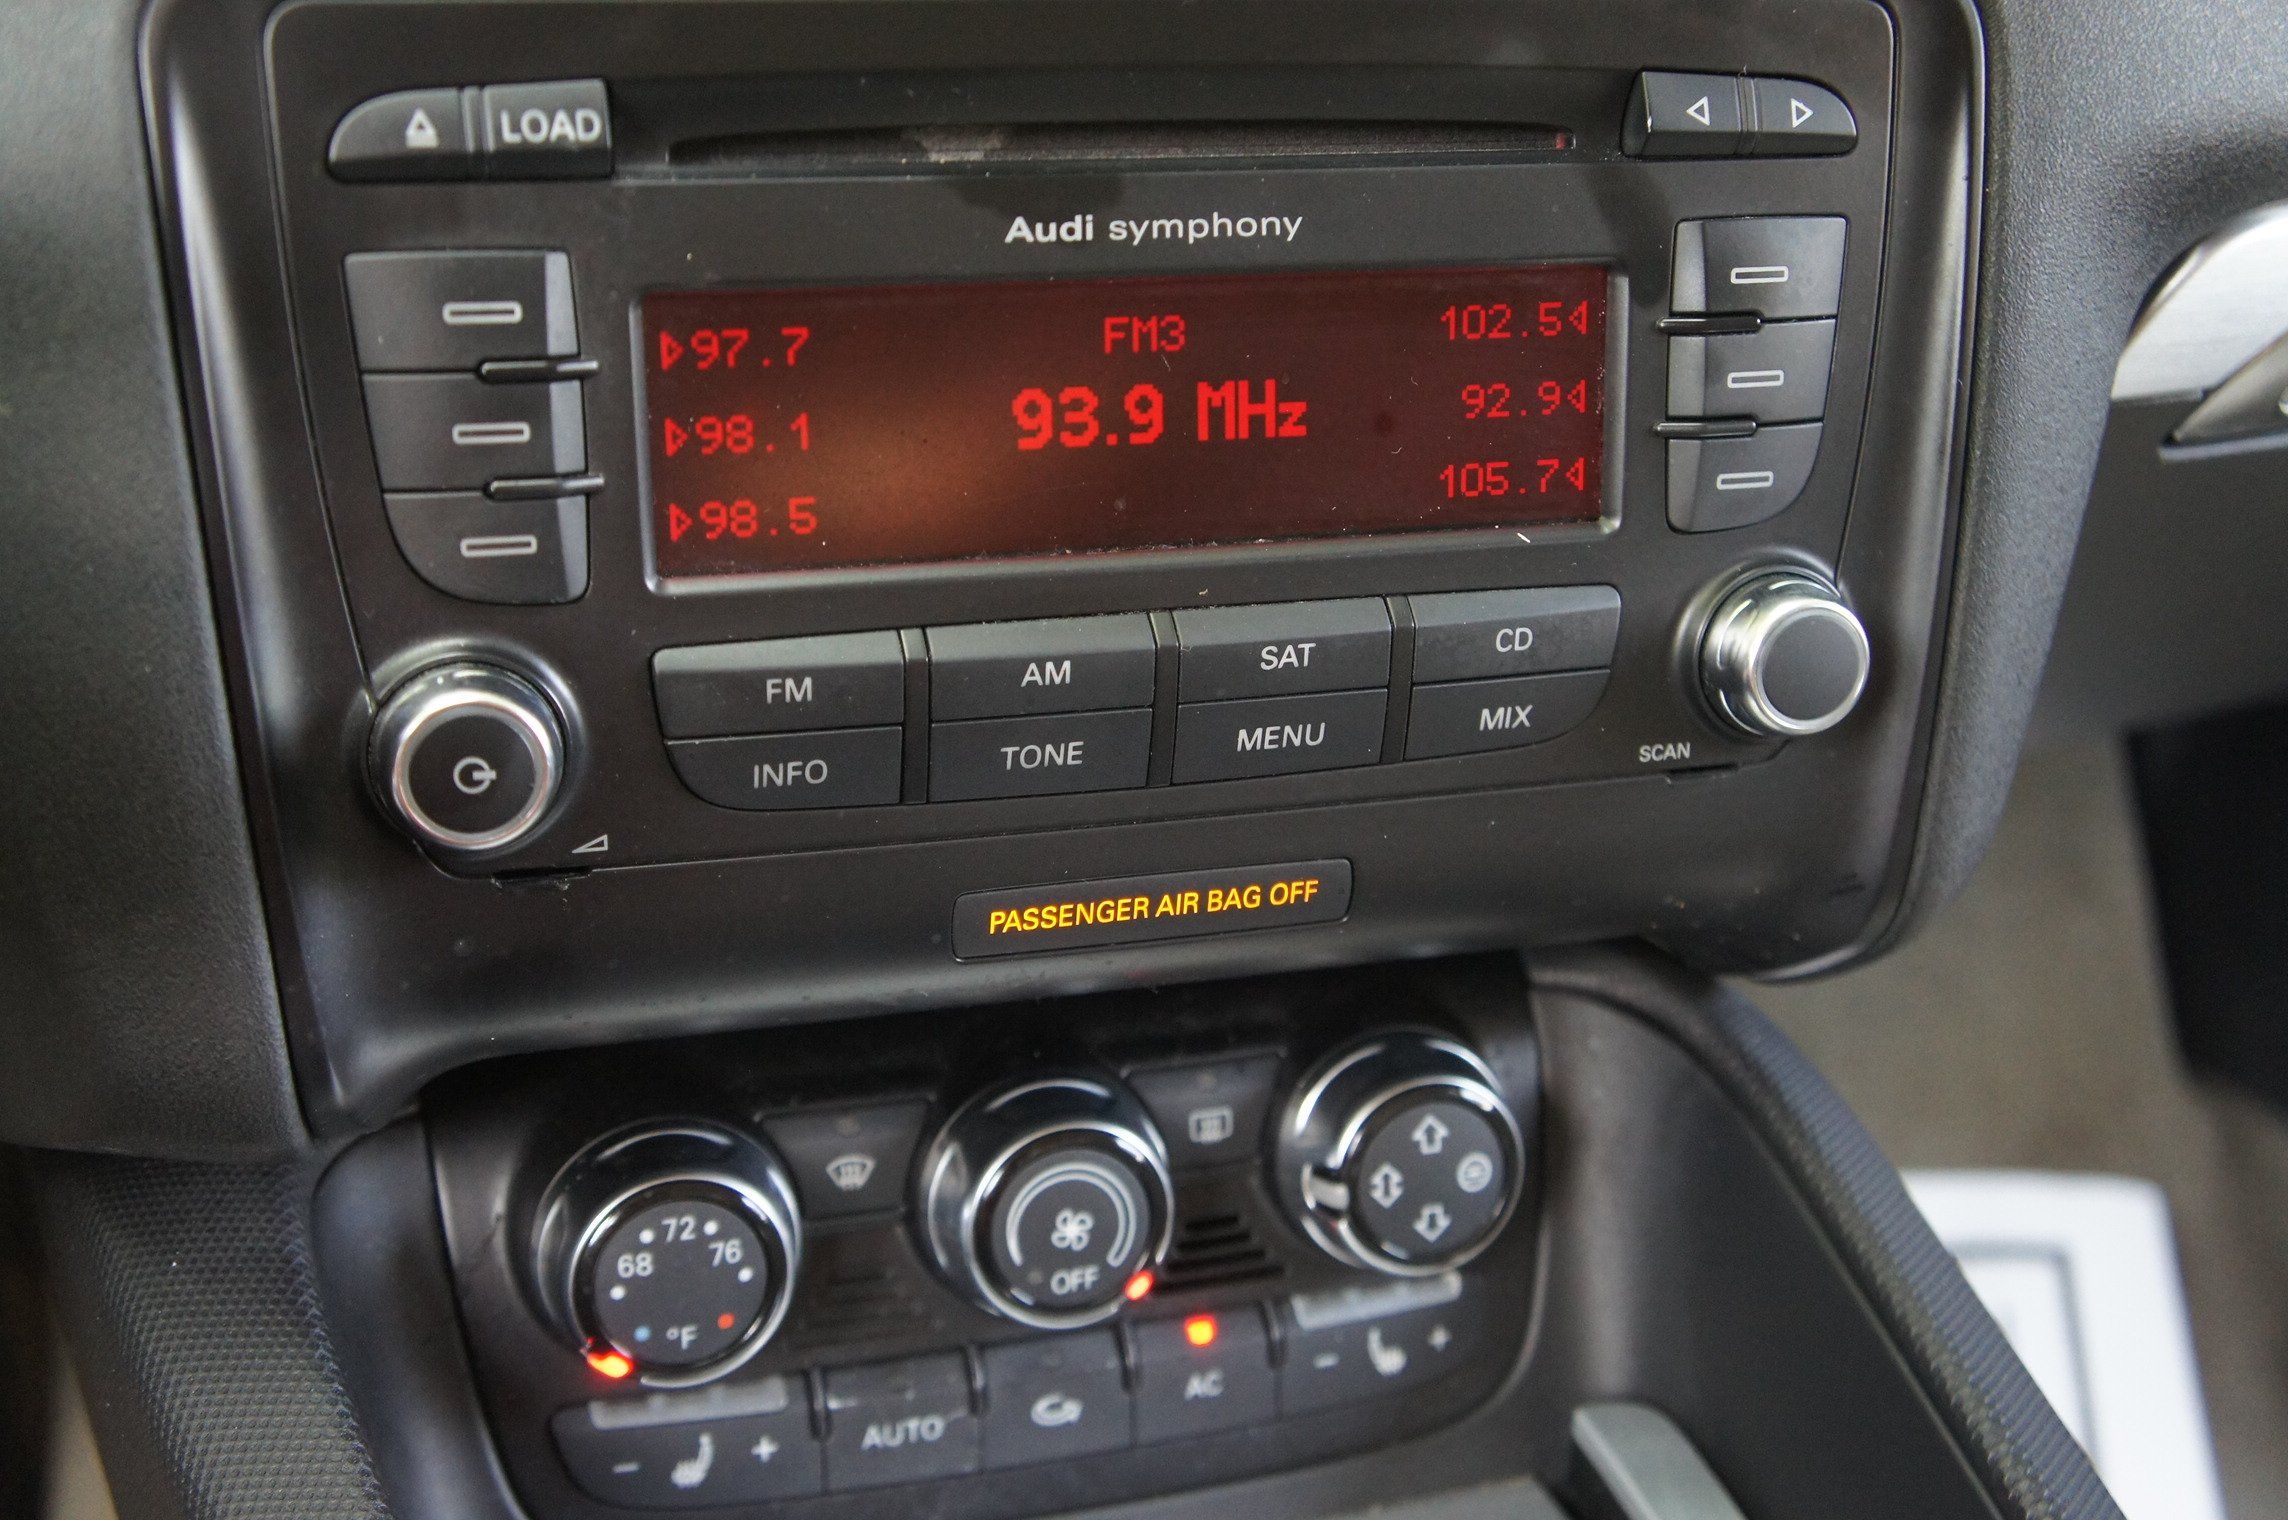 LOAD
Audi symphony
97.7 FM3 102.5
98.1 93.9 MHz 92.9
98.5 105.7
FM AM SAT CD
INFO TONE MENU MIX
SCAN
PASSENGER AIR BAG OFF
68 72 76
°F
OFF
AUTO AC
- + - +